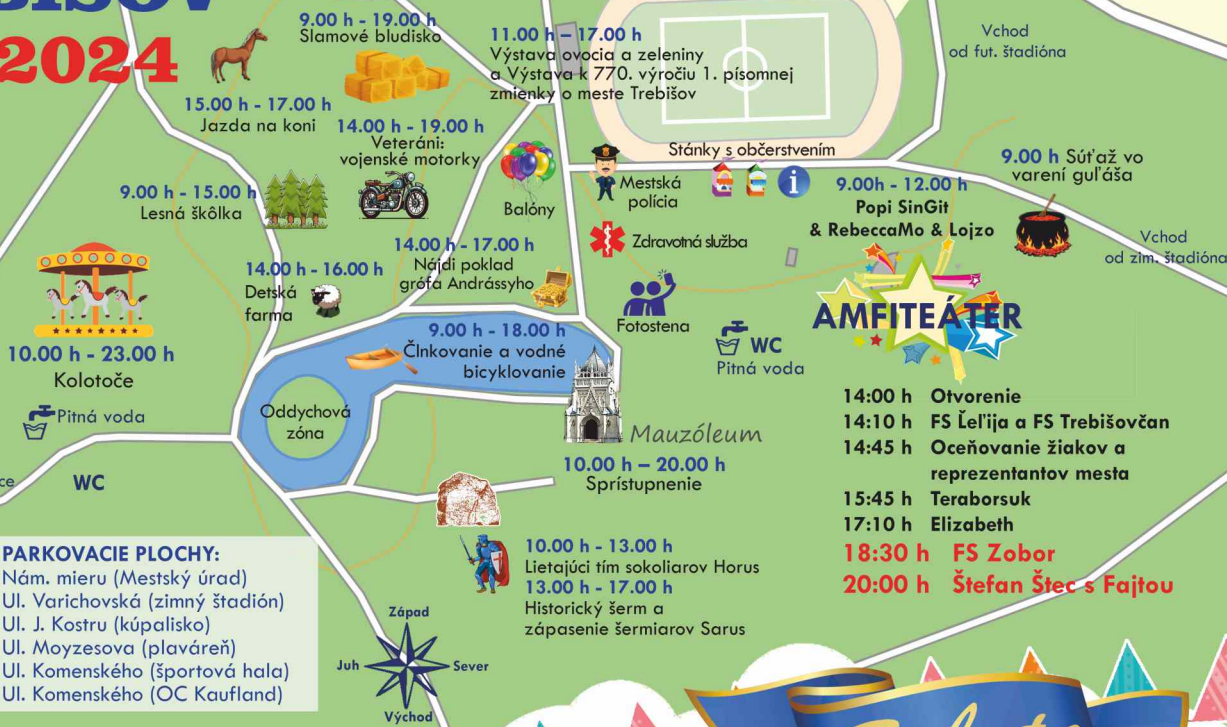 2024
9.00 h - 19.00 h
Slamové bludisko
11.00 h – 17.00 h
Výstava ovocia a zeleniny
a Výstava k 770. výročiu 1. písomnej
zmienky o meste Trebišov
Vchod
od fut. štadióna
15.00 h - 17.00 h
Jazda na koni
14.00 h - 19.00 h
Veteráni:
vojenské motorky
Balóny
Stánky s občerstvením
i
Mestská
polícia
9.00h - 12.00 h
Popi SinGit
& RebeccaMo & Lojzo
9.00 h Súťaž vo
varení guľáša
9.00 h - 15.00 h
Lesná škôlka
Zdravotná služba
Vchod
od zim. štadióna
14.00 h - 17.00 h
Nájdi poklad
grófa Andrássyho
14.00 h - 16.00 h
Detská
farma
Fotostena
AMFITEÁTER
10.00 h - 23.00 h
Kolotoče
9.00 h - 18.00 h
Člnkovanie a vodné
bicyklovanie
WC
Pitná voda
Pitná voda
Oddychová
zóna
Mauzóleum
10.00 h – 20.00 h
Sprístupnenie
WC
14:00 h Otvorenie
14:10 h FS Ľeľija a FS Trebišovčan
14:45 h Oceňovanie žiakov a
reprezentantov mesta
15:45 h Teraborsuk
17:10 h Elizabeth
18:30 h FS Zobor
20:00 h Štefan Štec s Fajtou
10.00 h - 13.00 h
Lietajúci tím sokoliarov Horus
13.00 h - 17.00 h
Historický šerm a
zápasenie šermiarov Sarus
PARKOVACIE PLOCHY:
Nám. mieru (Mestský úrad)
Ul. Varichovská (zimný štadión)
Ul. J. Kostru (kúpalisko)
Ul. Moyzesova (plaváreň)
Ul. Komenského (športová hala)
Ul. Komenského (OC Kaufland)
Západ
Juh
Sever
Východ